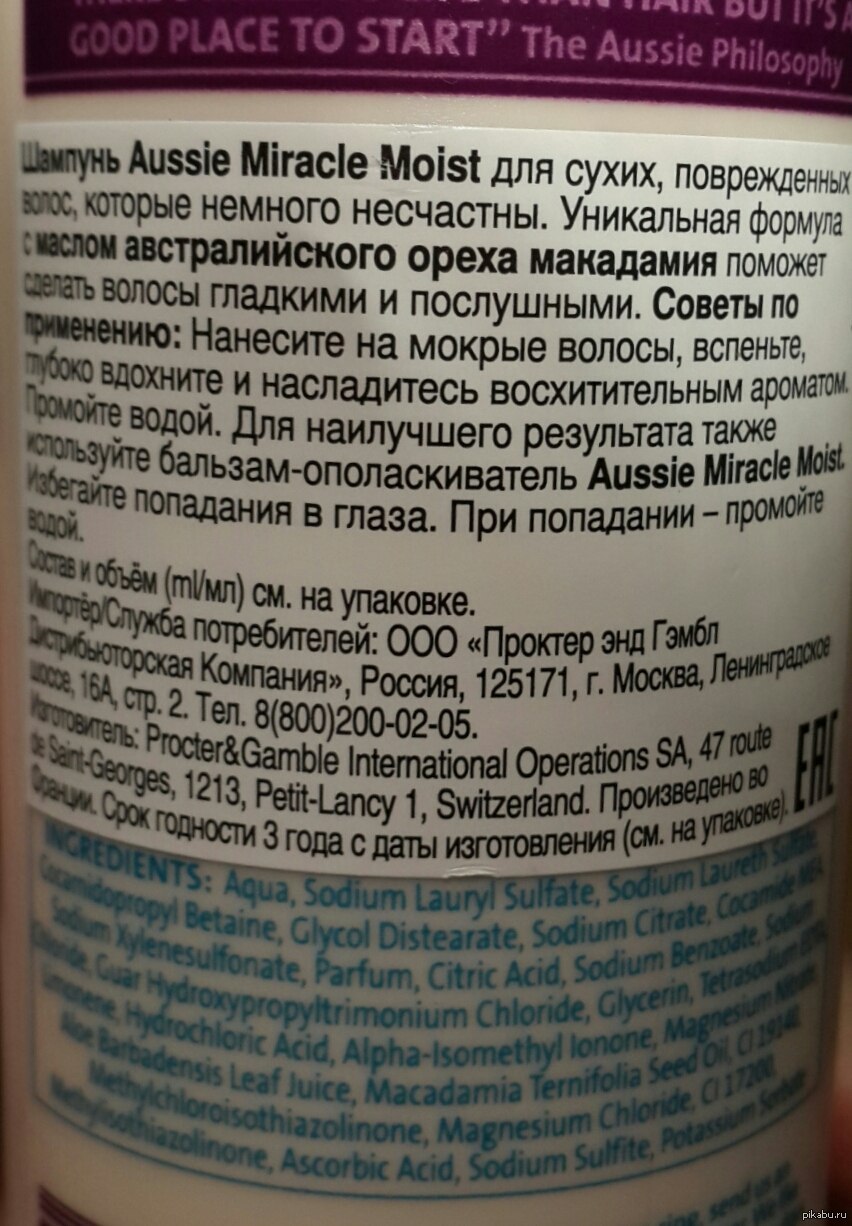 THAN HAIR BUT IT'S A
GOOD PLACE TO START” The Aussie Philosophy
Шампунь Aussie Miracle Moist для сухих, поврежденных
волос, которые немного несчастны. Уникальная формула
с маслом австралийского ореха макадамия поможет
сделать волосы гладкими и послушными. Советы по
применению: Нанесите на мокрые волосы, вспеньте,
глубоко вдохните и насладитесь восхитительным ароматом.
Промойте водой. Для наилучшего результата также
используйте бальзам-ополаскиватель Aussie Miracle Moist.
Избегайте попадания в глаза. При попадании – промойте
водой.
Состав и объём (ml/мл) см. на упаковке.
Импортёр/Служба потребителей: ООО «Проктер энд Гэмбл
Дистрибьюторская Компания», Россия, 125171, г. Москва, Ленинградское
шоссе, 16А, стр. 2. Тел. 8(800)200-02-05.
Изготовитель: Procter&Gamble International Operations SA, 47 route
de Saint-Georges, 1213, Petit-Lancy 1, Switzerland. Произведено во
Франции. Срок годности 3 года с даты изготовления (см. на упаковке).
EAC
INGREDIENTS: Aqua, Sodium Lauryl Sulfate, Sodium Laureth Sulfate,
Cocamidopropyl Betaine, Glycol Distearate, Sodium Citrate, Cocamide MEA,
Sodium Xylenesulfonate, Parfum, Citric Acid, Sodium Benzoate, Sodium
Chloride, Guar Hydroxypropyltrimonium Chloride, Glycerin, Tetrasodium EDTA,
Limonene, Hydrochloric Acid, Alpha-Isomethyl Ionone, Magnesium Nitrate,
Aloe Barbadensis Leaf Juice, Macadamia Ternifolia Seed Oil, CI 19140,
Methylchloroisothiazolinone, Magnesium Chloride, CI 17200,
Methylisothiazolinone, Ascorbic Acid, Sodium Sulfite, Potassium Sorbate
send us
pikabu.ru